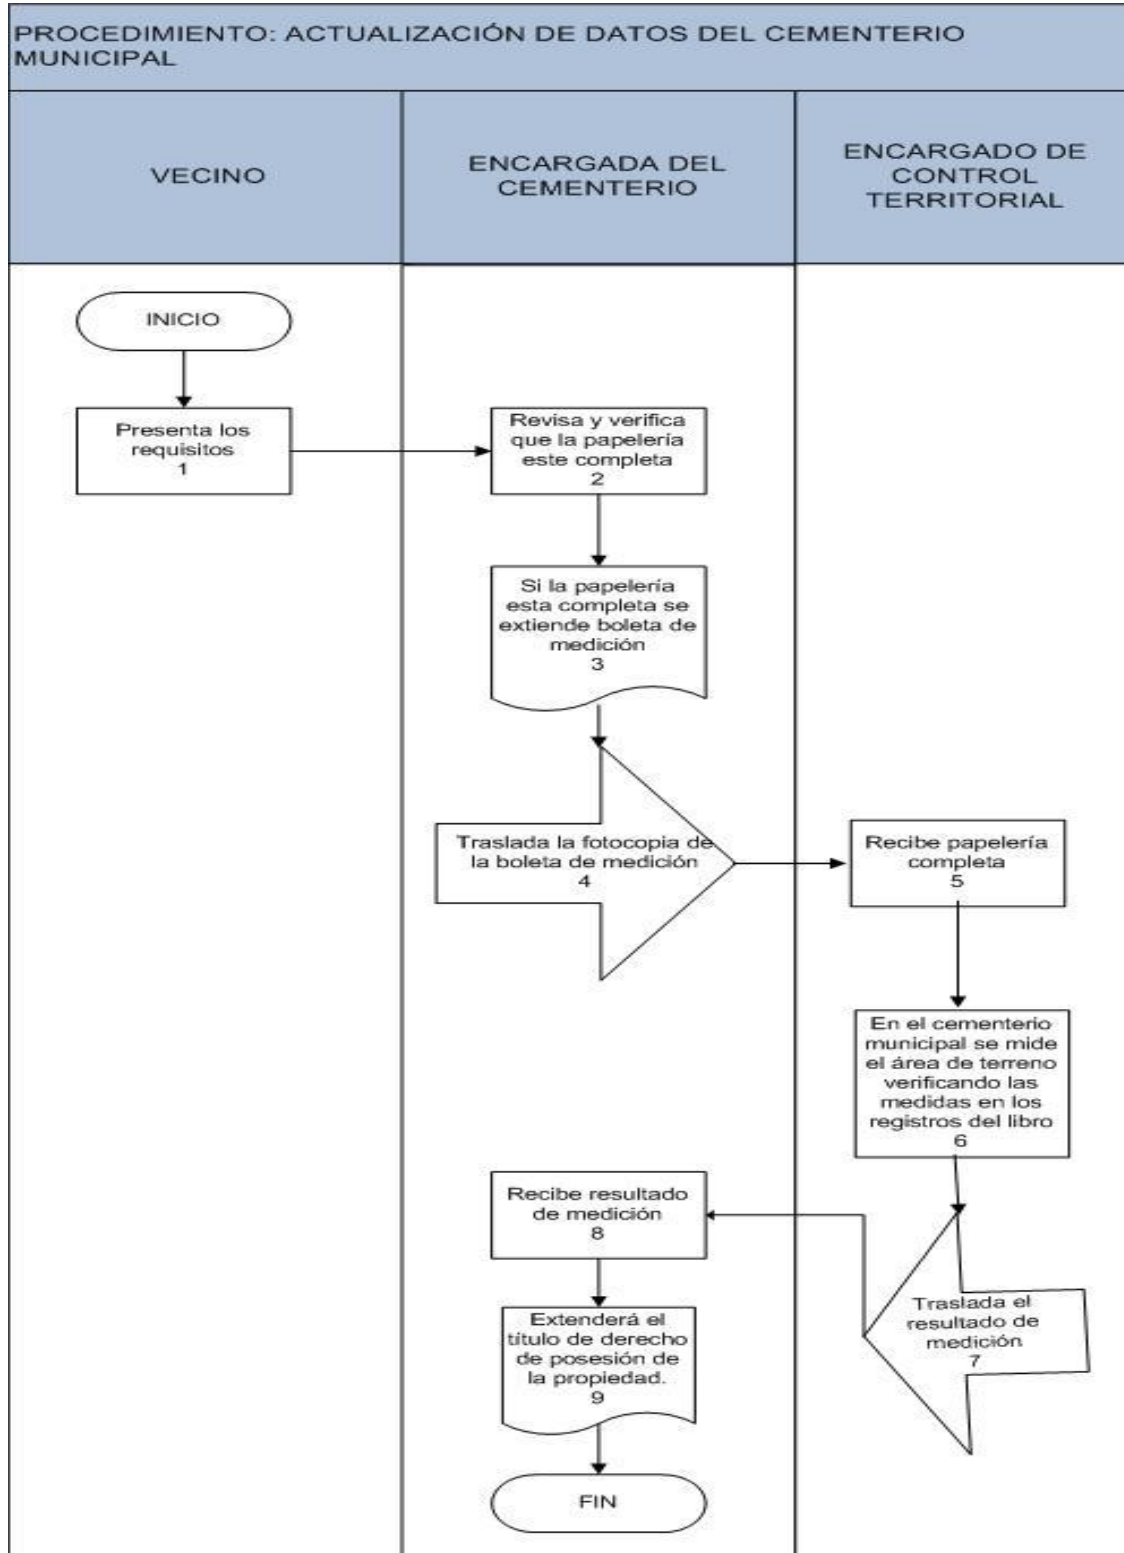 PROCEDIMIENTO: ACTUALIZACIÓN DE DATOS DEL CEMENTERIO
MUNICIPAL
VECINO
ENCARGADA DEL
CEMENTERIO
ENCARGADO DE
CONTROL
TERRITORIAL
INICIO
Presenta los
requisitos
1
Revisa y verifica
que la papelería
este completa
2
Si la papelería
esta completa se
extiende boleta de
medición
3
Traslada la fotocopia de
la boleta de medición
4
Recibe papelería
completa
5
En el cementerio
municipal se mide
el área de terreno
verificando las
medidas en los
registros del libro
6
Traslada el
resultado de
medición
7
Recibe resultado
de medición
8
Extenderá el
título de derecho
de posesión de
la propiedad.
9
FIN